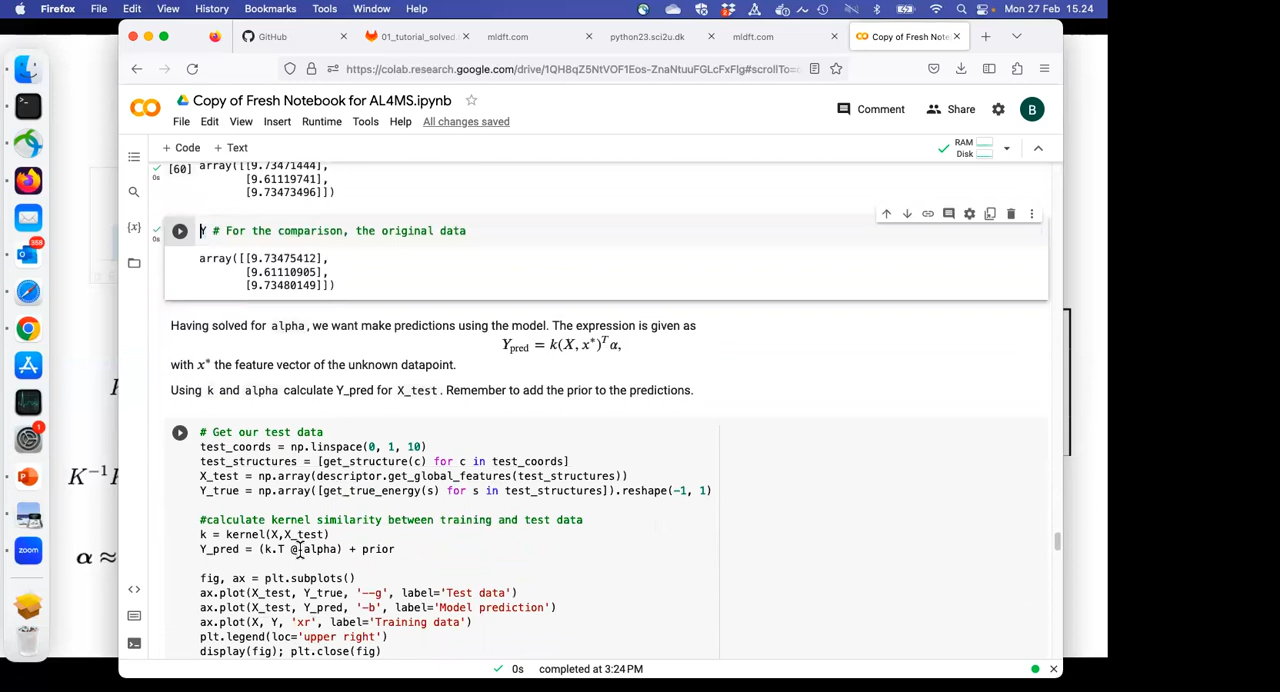 Firefox File Edit View History Bookmarks Tools Window Help Mon 27 Feb 15.24
GitHub 01_tutorial_solved. mldft.com python23.sci2u.dk mldft.com Copy of Fresh Note
https://colab.research.google.com/drive/1QH8qZ5NtVOF1Eos-ZnaNtuuFGLcFxFlg#scrollTo=
Copy of Fresh Notebook for AL4MS.ipynb
Comment Share B
File Edit View Insert Runtime Tools Help All changes saved
+ Code + Text RAM Disk
[60] array([[9.73471444],
0s [9.61119741],
[9.73473496]])
Y # For the comparison, the original data
0s
array([[9.73475412],
[9.61110905],
[9.73480149]])
Having solved for alpha, we want make predictions using the model. The expression is given as
Y_pred = k(X, x*)^T α,
with x* the feature vector of the unknown datapoint.
Using k and alpha calculate Y_pred for X_test. Remember to add the prior to the predictions.
# Get our test data
test_coords = np.linspace(0, 1, 10)
test_structures = [get_structure(c) for c in test_coords]
X_test = np.array(descriptor.get_global_features(test_structures))
Y_true = np.array([get_true_energy(s) for s in test_structures]).reshape(-1, 1)
#calculate kernel similarity between training and test data
k = kernel(X,X_test)
Y_pred = (k.T @ alpha) + prior
fig, ax = plt.subplots()
ax.plot(X_test, Y_true, '--g', label='Test data')
ax.plot(X_test, Y_pred, '-b', label='Model prediction')
ax.plot(X, Y, 'xr', label='Training data')
plt.legend(loc='upper right')
display(fig); plt.close(fig)
0s completed at 3:24 PM
359
1
zoom
K⁻¹
α ≈